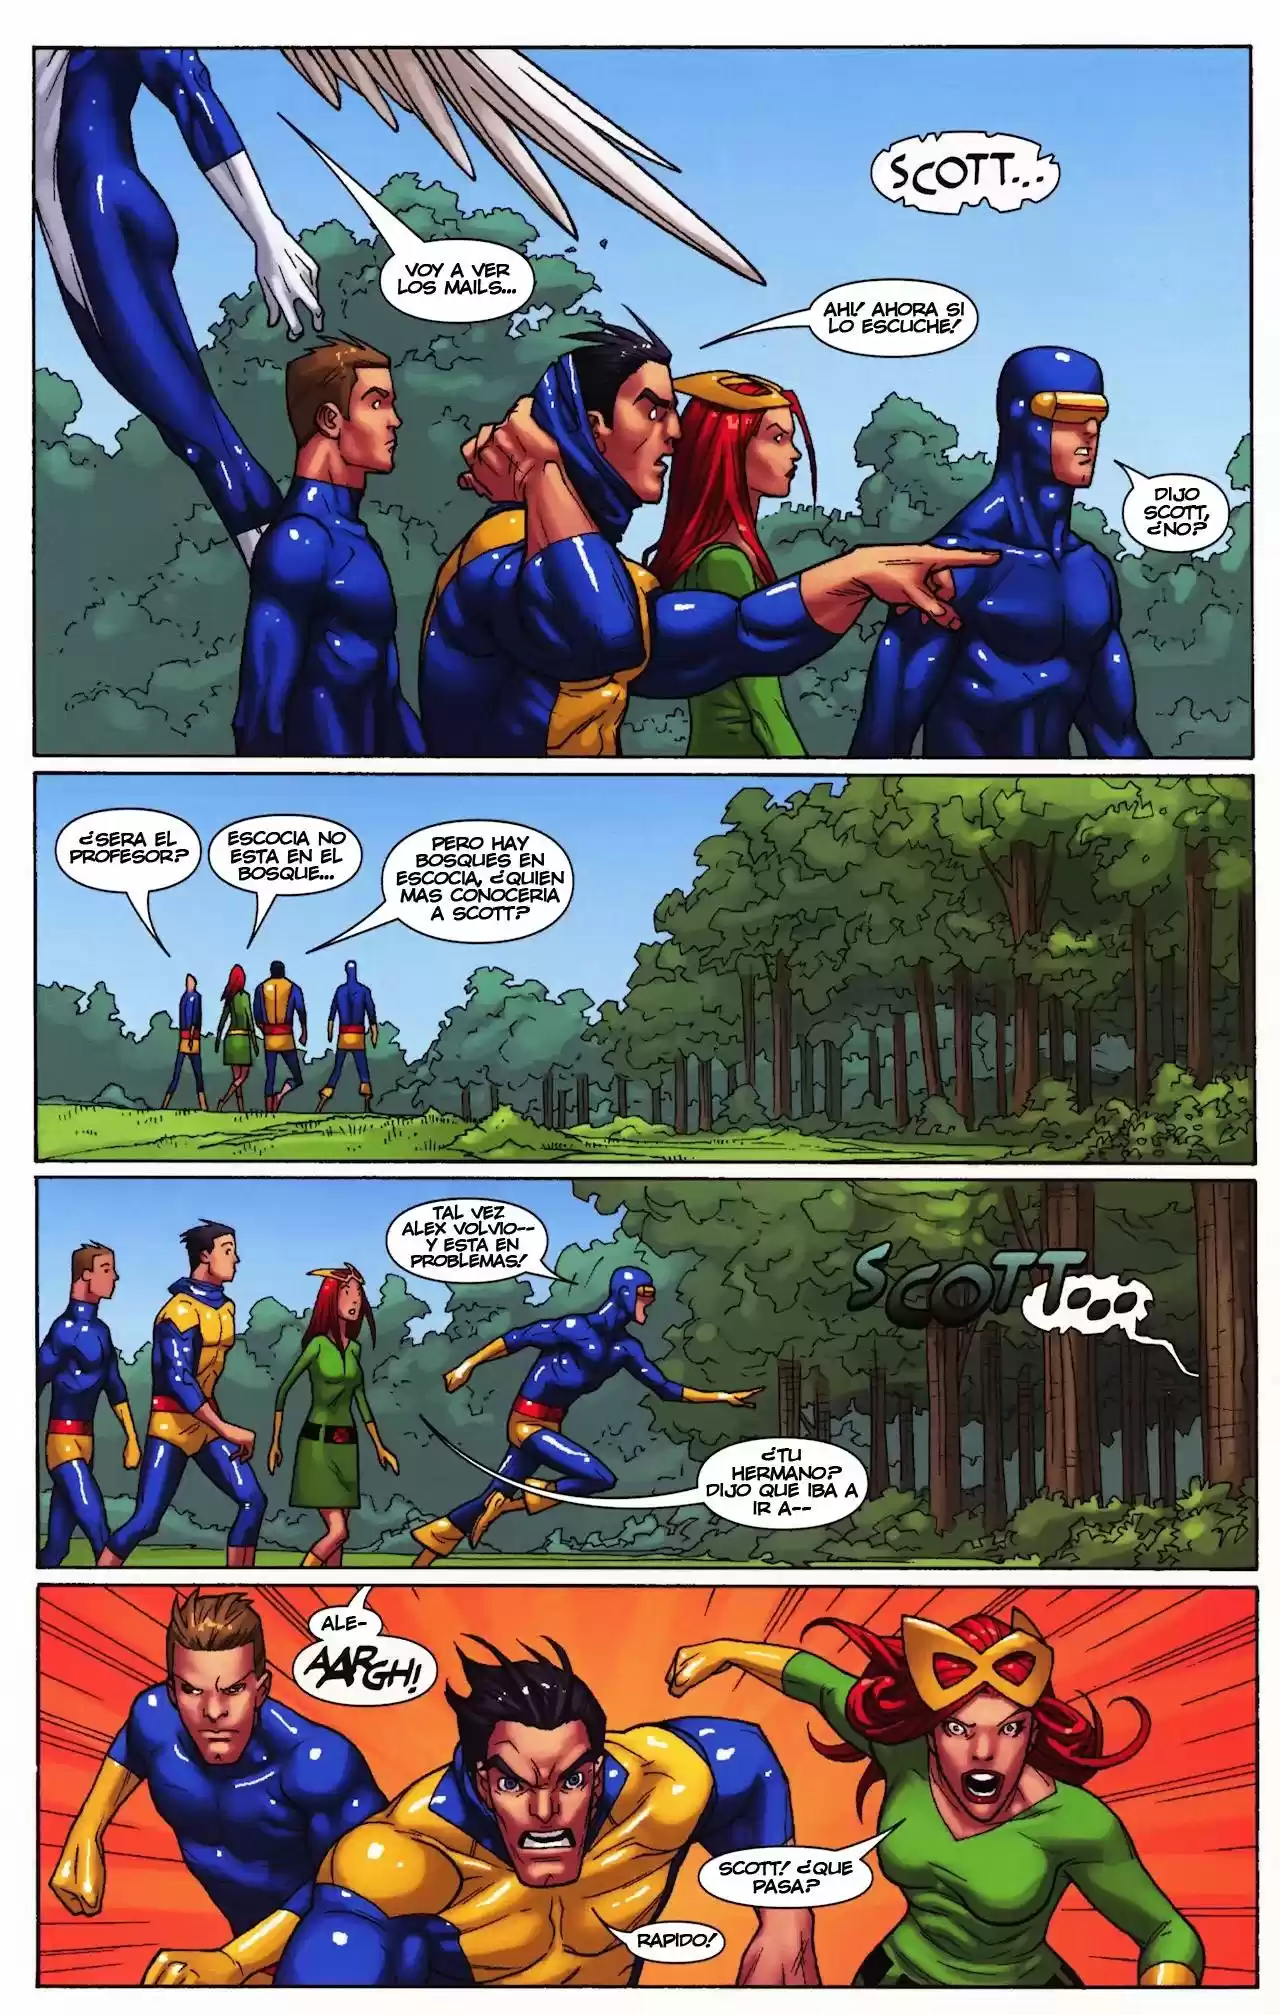 SCOTT...
VOY A VER
LOS MAILS...
AHI! AHORA SI
LO ESCUCHE!
DIJO
SCOTT,
¿NO?
¿SERA EL
PROFESOR?
ESCOCIA NO
ESTA EN EL
BOSQUE...
PERO HAY
BOSQUES EN
ESCOCIA, ¿QUIEN
MAS CONOCERIA
A SCOTT?
TAL VEZ
ALEX VOLVIO--
Y ESTA EN
PROBLEMAS!
SCOTT...
¿TU
HERMANO?
DIJO QUE IBA A
IR A--
ALE-
AARGH!
SCOTT! ¿QUE
PASA?
RAPIDO!